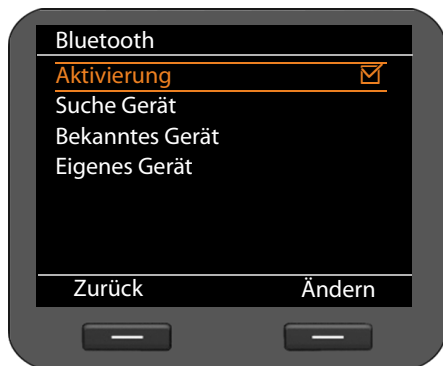 Bluetooth
Aktivierung
Suche Gerät
Bekanntes Gerät
Eigenes Gerät
Zurück Ändern